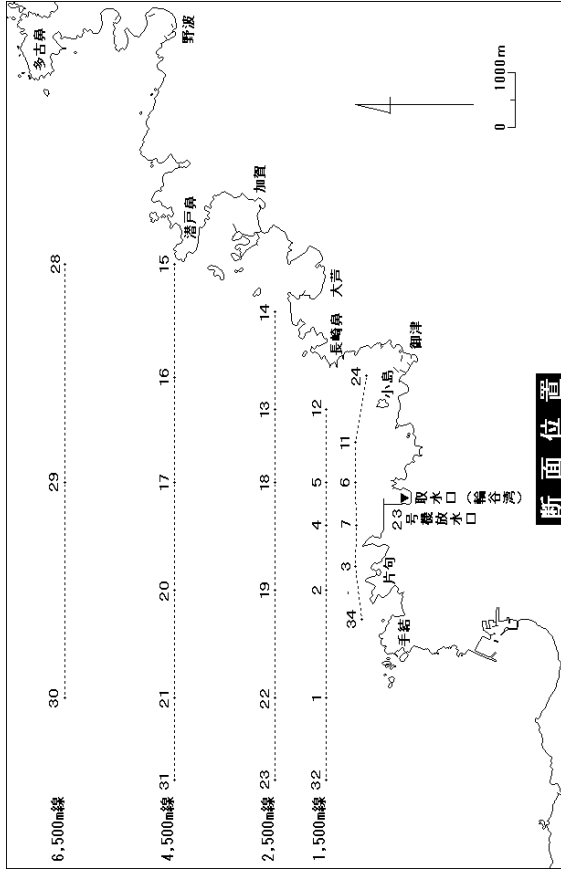 6,500m線 30 29 28
多古鼻
4,500m線 31 21 20 17 16 15
潜戸鼻
野波
2,500m線 23 22 19 18 13 14
加賀
1,500m線 32 1 2 4 5 12
大芦
長崎鼻
34 3 7 6 11 24
小島
御津
片句
手結
23
号機放水口
取水口（輪谷湾）
0 1000m
断面位置